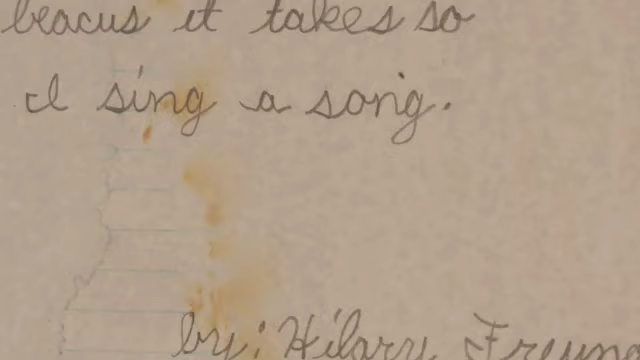 beacus it takes so
I sing a song.
by: Hilary